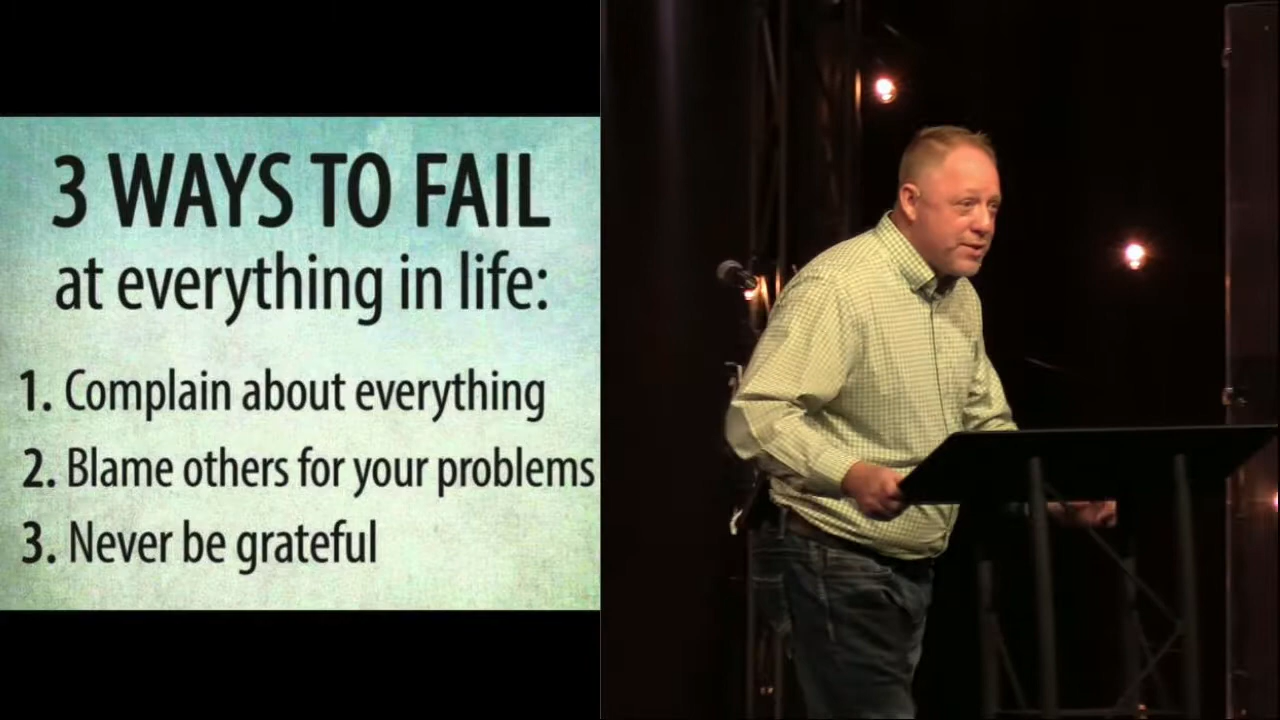 3 WAYS TO FAIL
at everything in life:
1. Complain about everything
2. Blame others for your problems
3. Never be grateful